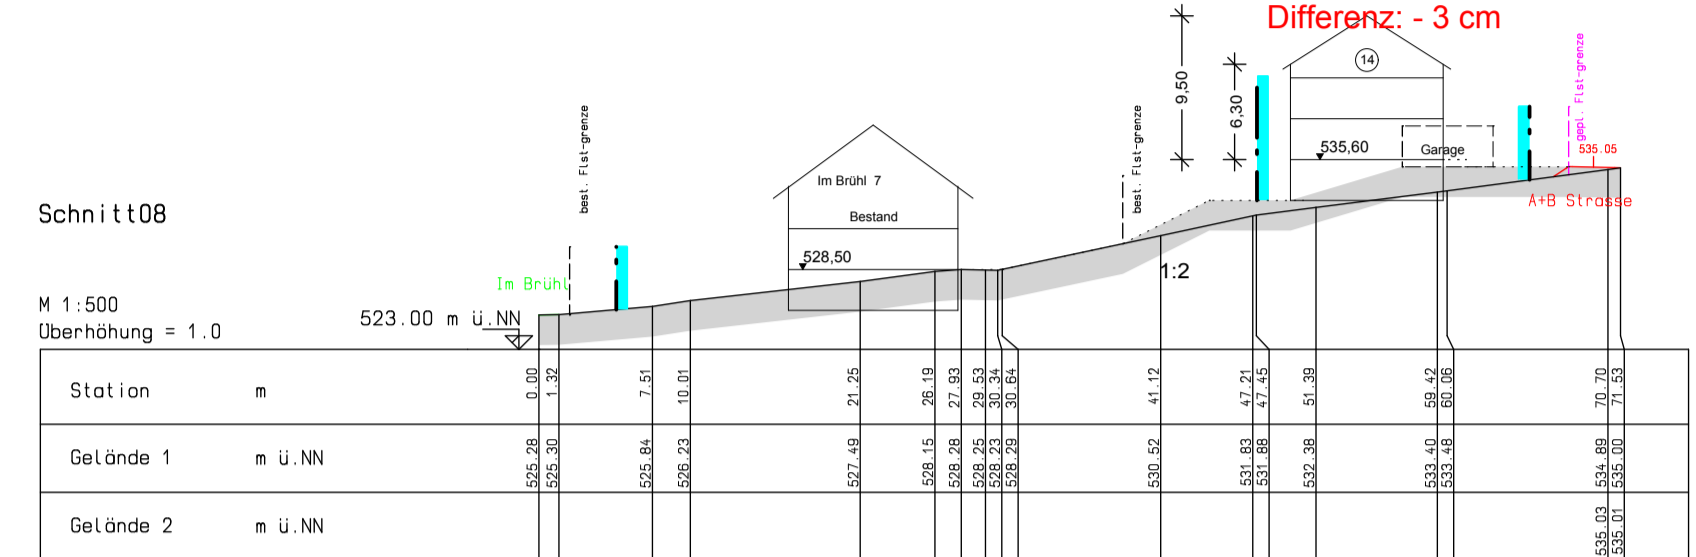 Differenz: - 3 cm
14
9,50
6,30
best. Flst-grenze
best. Flst-grenze
gepl. Flst-grenze
535,60
Garage
535.05
Im Brühl 7
Bestand
528,50
A+B Strasse
Schnitt08
1:2
Im Brühl
M 1:500
523.00 m ü.NN
Überhöhung = 1.0
Station m 0.00 1.32 7.51 10.01 21.25 26.19 27.93 29.53 30.34 30.64 41.12 47.21 47.45 51.39 59.42 60.06 70.70 71.53
Gelände 1 m ü.NN 525.28 525.30 525.84 526.23 527.49 528.15 528.28 528.25 528.23 528.29 530.52 531.83 531.88 532.38 533.40 533.48 534.89 535.00
Gelände 2 m ü.NN 535.03 535.01